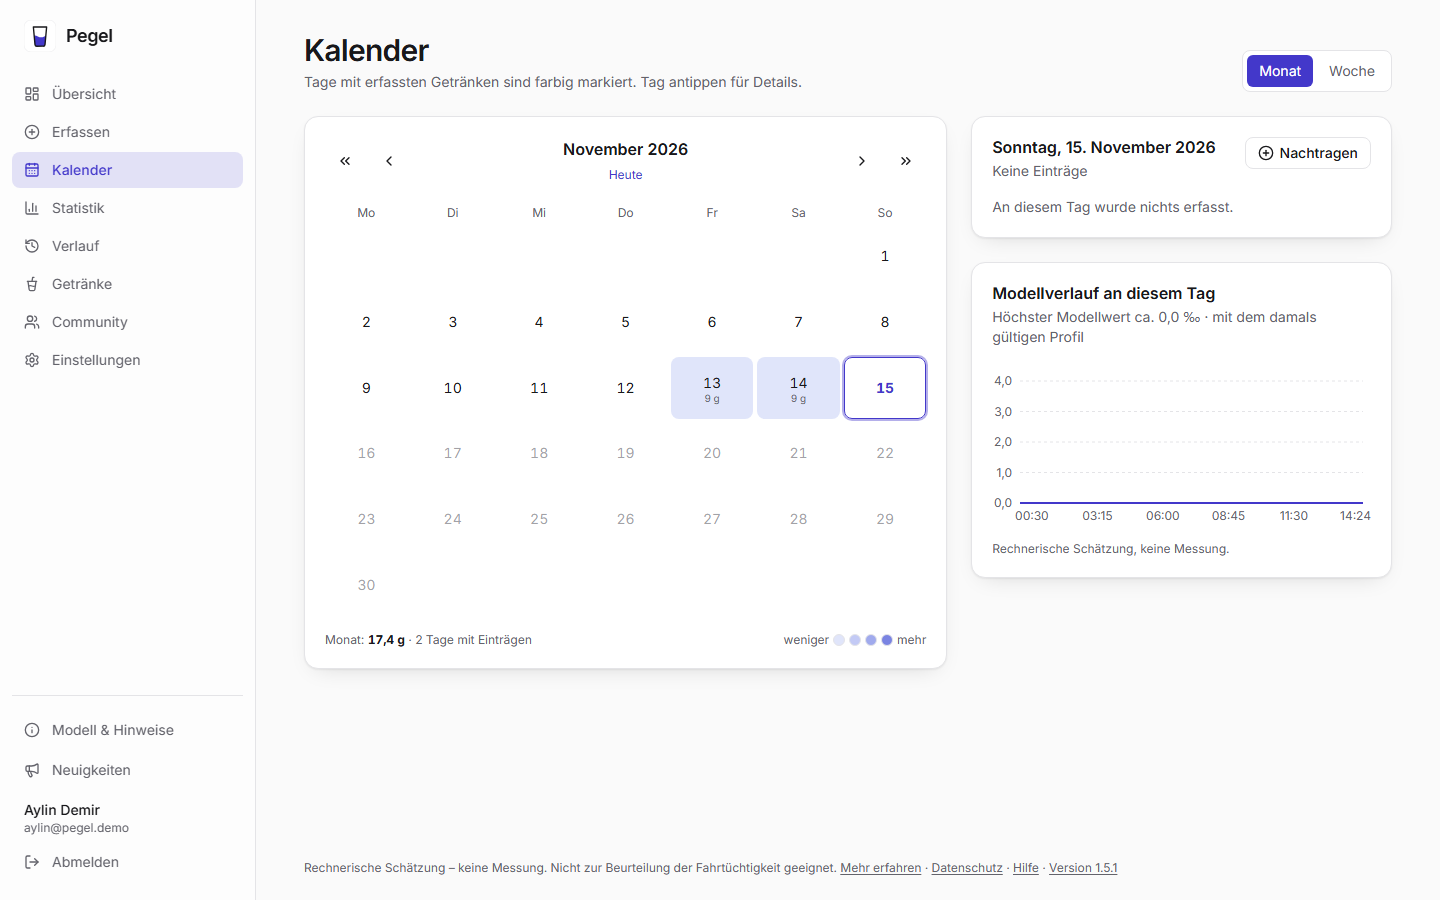 Pegel
Übersicht
Erfassen
Kalender
Statistik
Verlauf
Getränke
Community
Einstellungen
Modell & Hinweise
Neuigkeiten
Aylin Demir
aylin@pegel.demo
Abmelden
Kalender
Tage mit erfassten Getränken sind farbig markiert. Tag antippen für Details.
Monat Woche
November 2026
Heute
Mo Di Mi Do Fr Sa So
1
2 3 4 5 6 7 8
9 10 11 12 13 14 15
9 g 9 g
16 17 18 19 20 21 22
23 24 25 26 27 28 29
30
Monat: 17,4 g · 2 Tage mit Einträgen
weniger mehr
Sonntag, 15. November 2026
Nachtragen
Keine Einträge
An diesem Tag wurde nichts erfasst.
Modellverlauf an diesem Tag
Höchster Modellwert ca. 0,0 ‰ · mit dem damals
gültigen Profil
4,0
3,0
2,0
1,0
0,0
00:30 03:15 06:00 08:45 11:30 14:24
Rechnerische Schätzung, keine Messung.
Rechnerische Schätzung – keine Messung. Nicht zur Beurteilung der Fahrtüchtigkeit geeignet. Mehr erfahren · Datenschutz · Hilfe · Version 1.5.1